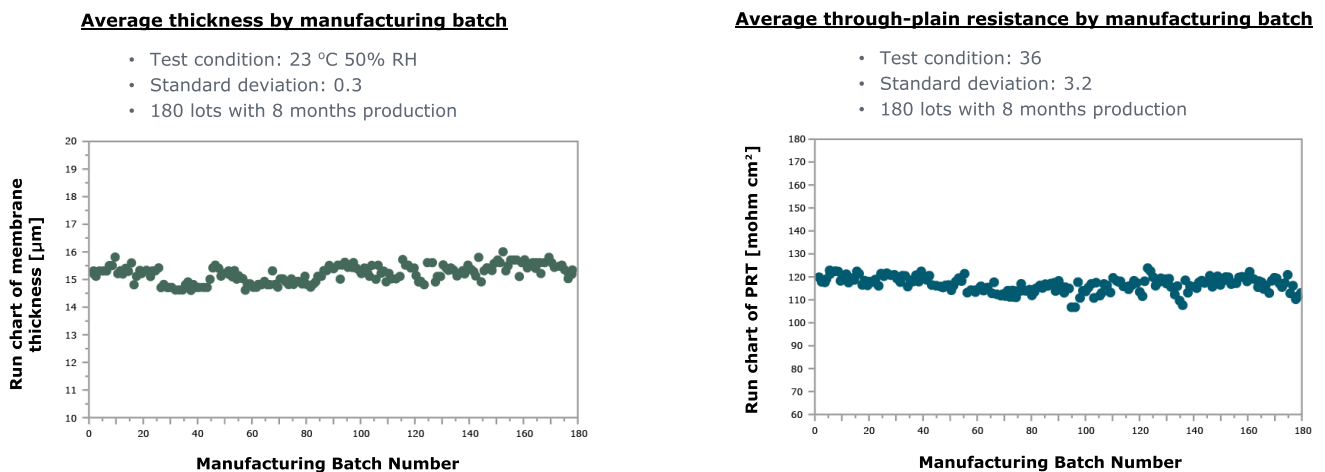 Average thickness by manufacturing batch
• Test condition: 23 ºC 50% RH
• Standard deviation: 0.3
• 180 lots with 8 months production
Run chart of membrane
thickness [µm]
20
19
18
17
16
15
14
13
12
11
10
0 20 40 60 80 100 120 140 160 180
Manufacturing Batch Number
Average through-plain resistance by manufacturing batch
• Test condition: 36
• Standard deviation: 3.2
• 180 lots with 8 months production
Run chart of PRT [mohm cm²]
180
170
160
150
140
130
120
110
100
90
80
70
60
0 20 40 60 80 100 120 140 160 180
Manufacturing Batch Number